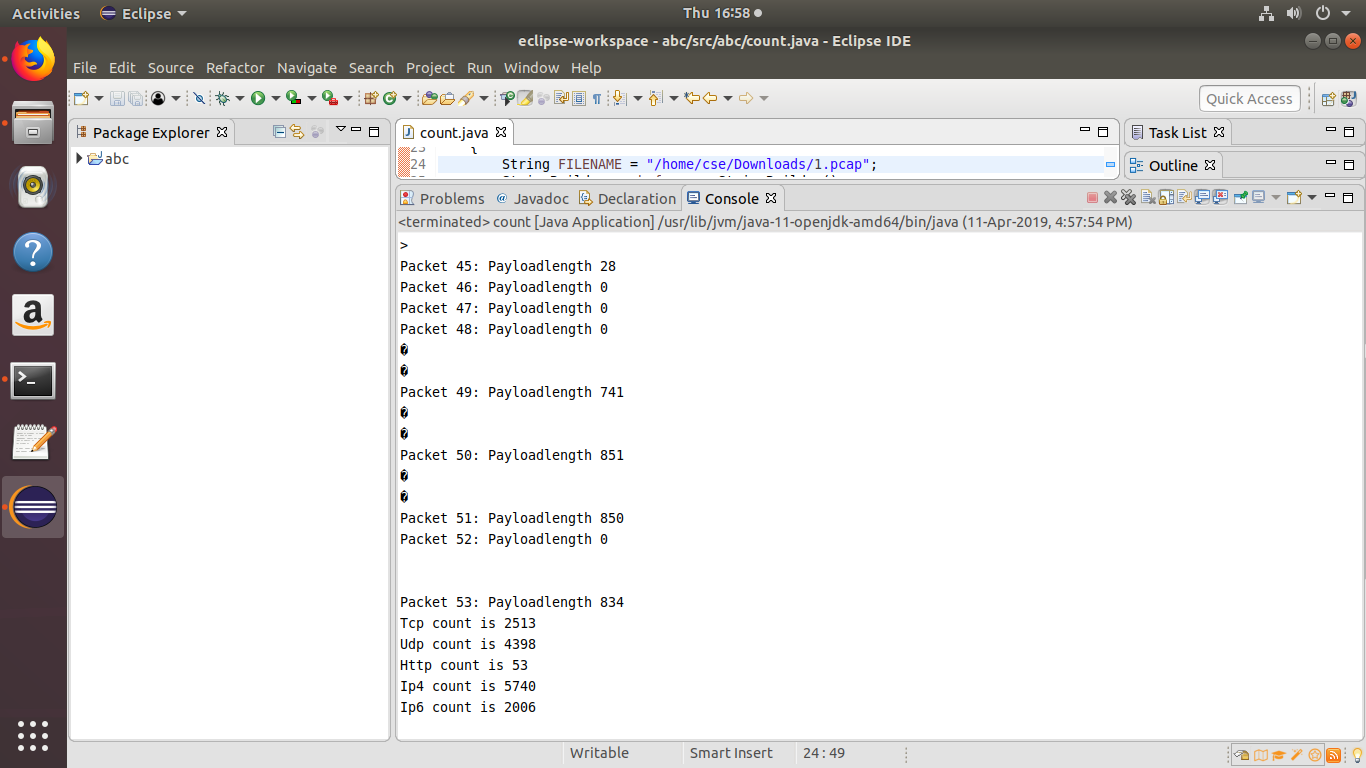 Activities Eclipse Thu 16:58
eclipse-workspace - abc/src/abc/count.java - Eclipse IDE
File Edit Source Refactor Navigate Search Project Run Window Help
Quick Access
Package Explorer
count.java
Task List
abc
{
24 String FILENAME = "/home/cse/Downloads/1.pcap";
Outline
Problems @ Javadoc Declaration Console
<terminated> count [Java Application] /usr/lib/jvm/java-11-openjdk-amd64/bin/java (11-Apr-2019, 4:57:54 PM)
>
Packet 45: Payloadlength 28
Packet 46: Payloadlength 0
Packet 47: Payloadlength 0
Packet 48: Payloadlength 0
�
�
Packet 49: Payloadlength 741
�
�
Packet 50: Payloadlength 851
�
�
Packet 51: Payloadlength 850
Packet 52: Payloadlength 0
Packet 53: Payloadlength 834
Tcp count is 2513
Udp count is 4398
Http count is 53
Ip4 count is 5740
Ip6 count is 2006
Writable Smart Insert 24 : 49